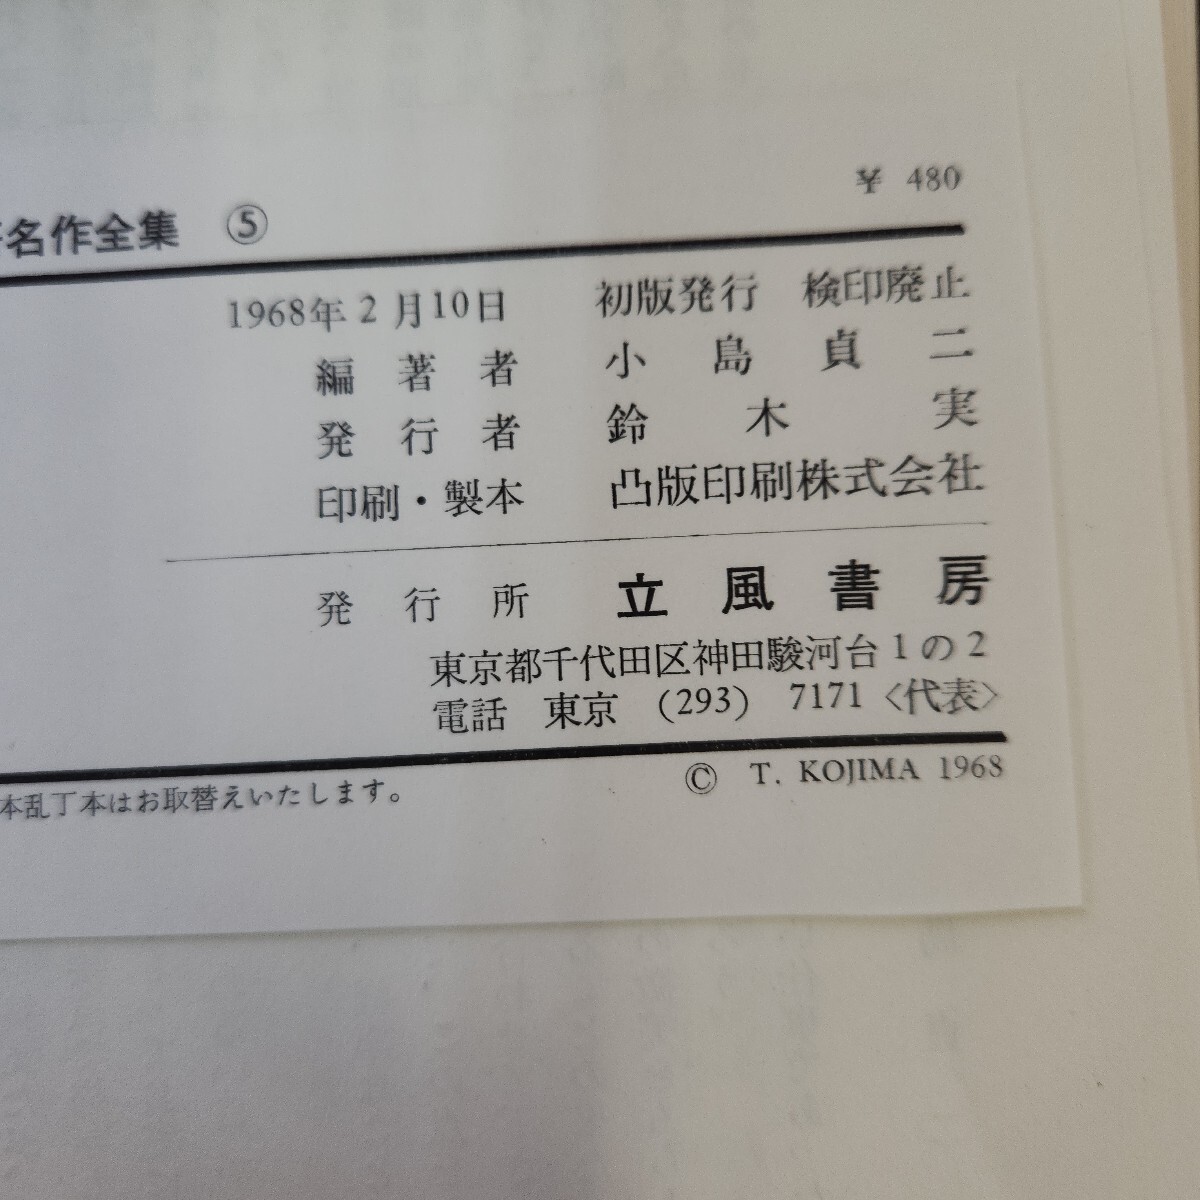 ¥ 480
名作全集 ⑤
1968年2月10日 初版発行 検印廃止
編著者 小島貞二
発行者 鈴木実
印刷・製本 凸版印刷株式会社
発行所 立風書房
東京都千代田区神田駿河台1の2
電話 東京 (293) 7171〈代表〉
本乱丁本はお取替えいたします。
© T. KOJIMA 1968